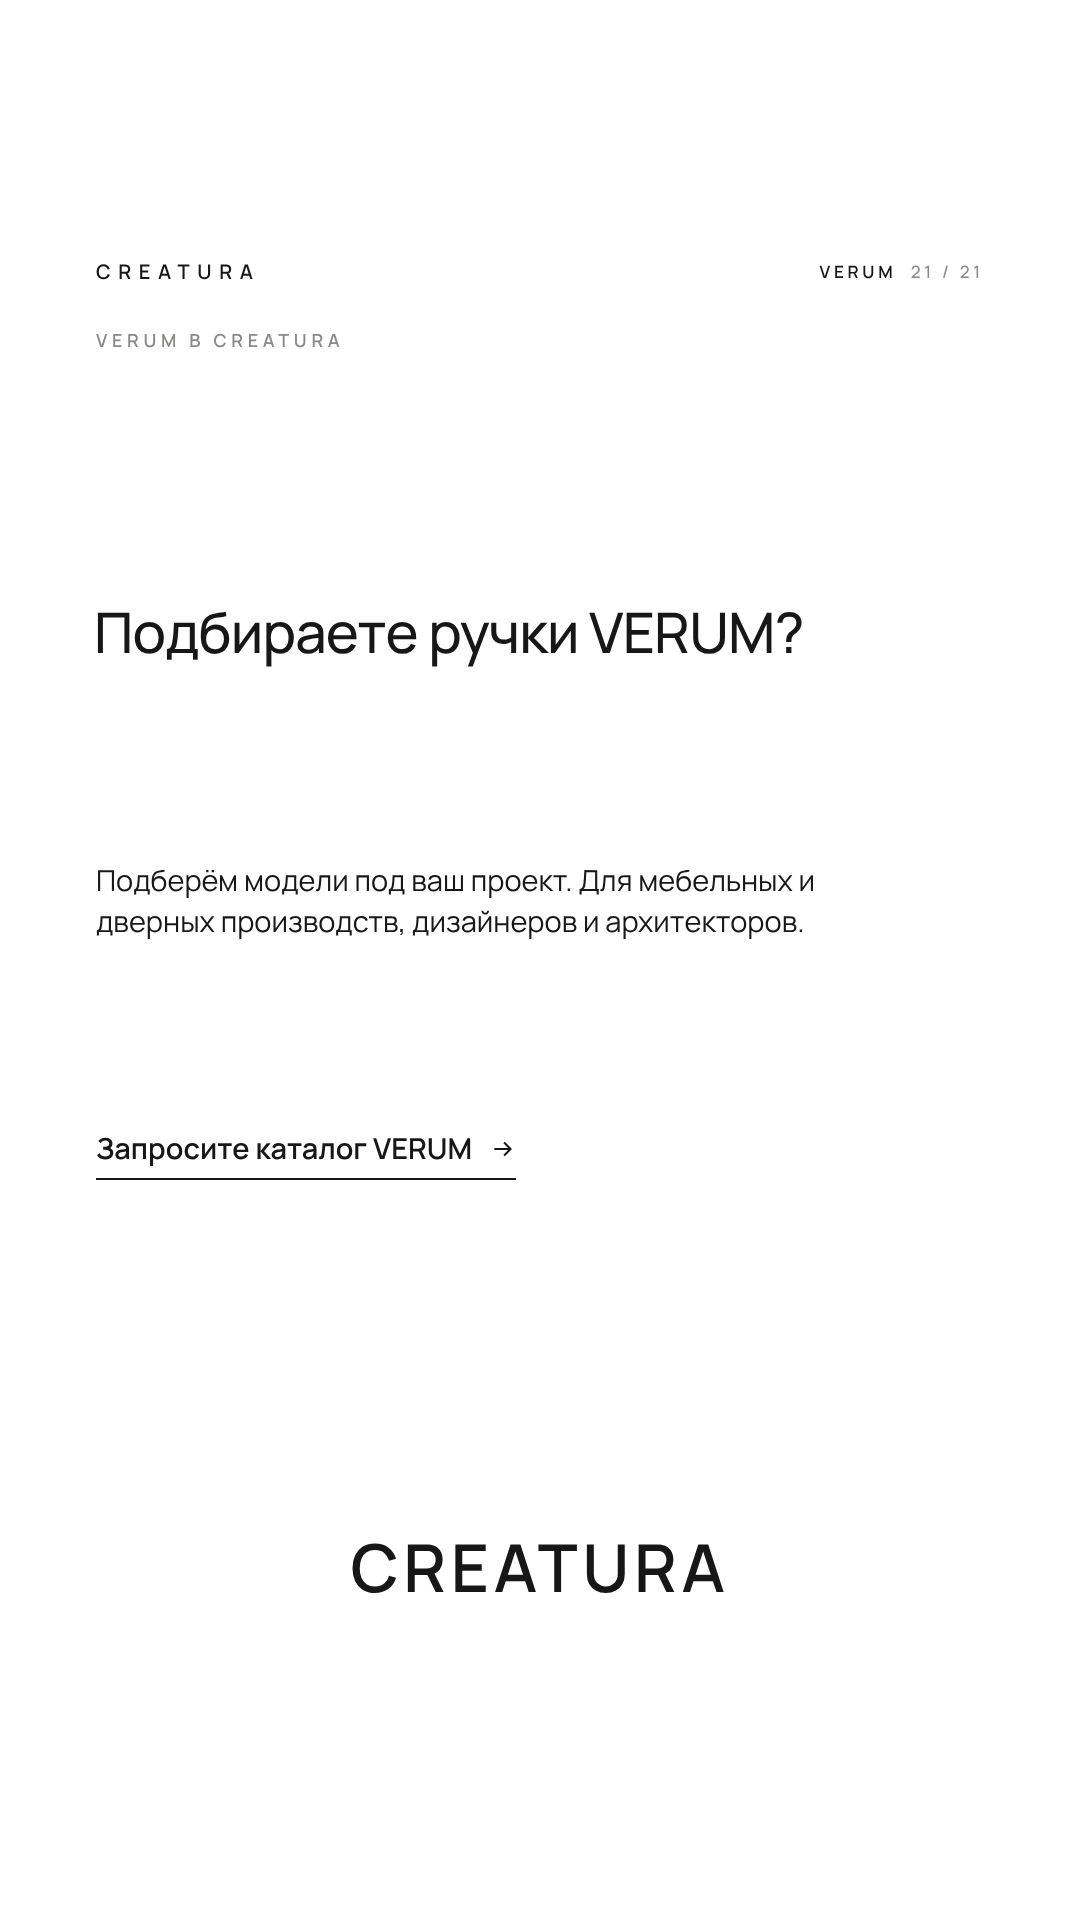 CREATURA
VERUM 21 / 21
VERUM В CREATURA
Подбираете ручки VERUM?
Подберём модели под ваш проект. Для мебельных и
дверных производств, дизайнеров и архитекторов.
Запросите каталог VERUM →
CREATURA